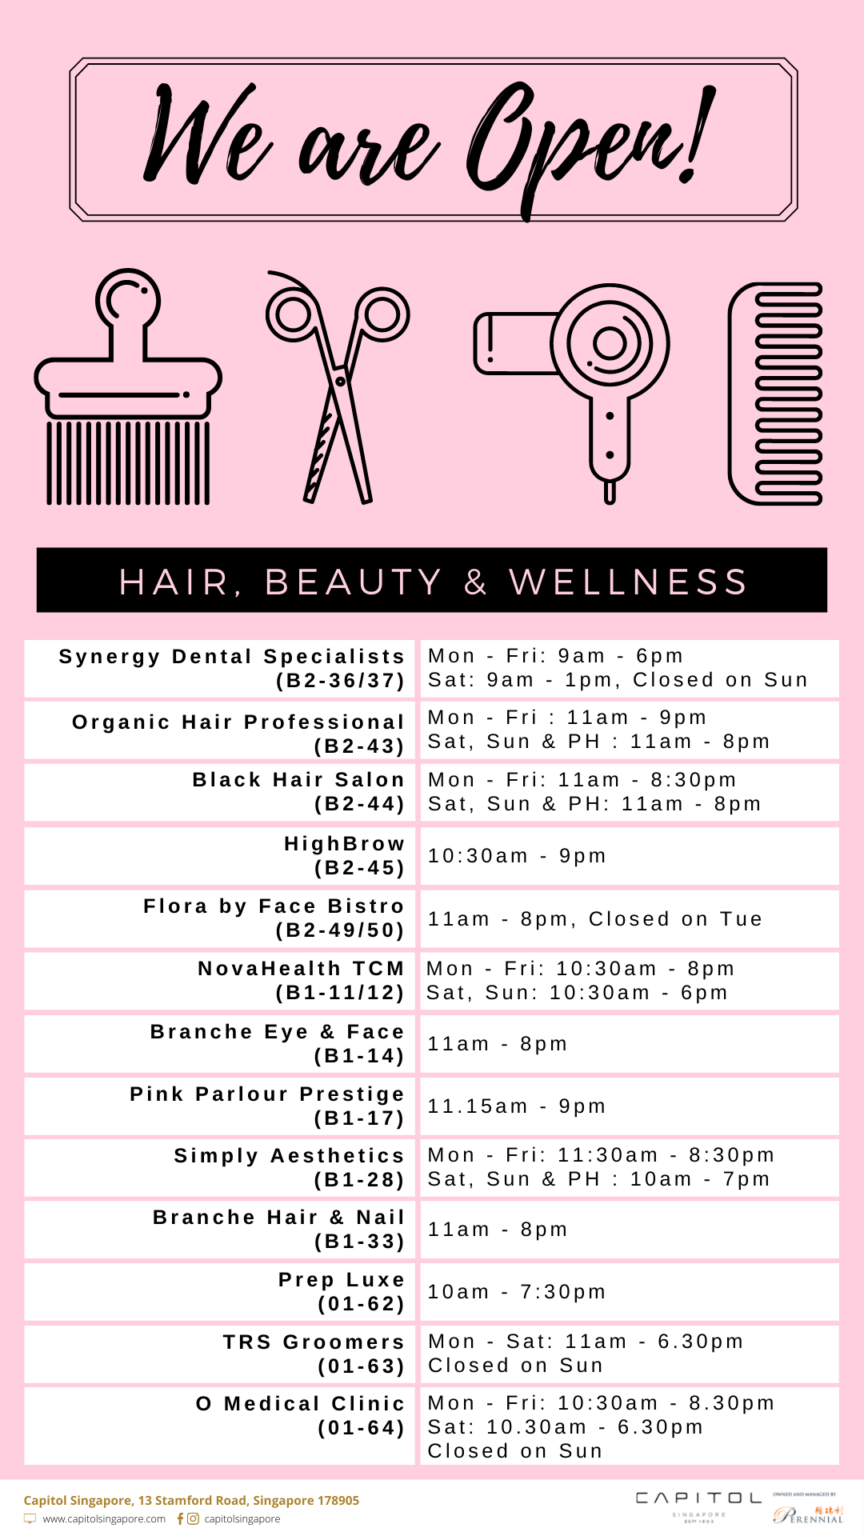 We are Open!
HAIR, BEAUTY & WELLNESS
Synergy Dental Specialists
(B2-36/37)
Mon - Fri: 9am - 6pm
Sat: 9am - 1pm, Closed on Sun
Organic Hair Professional
(B2-43)
Mon - Fri : 11am - 9pm
Sat, Sun & PH : 11am - 8pm
Black Hair Salon
(B2-44)
Mon - Fri: 11am - 8:30pm
Sat, Sun & PH: 11am - 8pm
HighBrow
(B2-45)
10:30am - 9pm
Flora by Face Bistro
(B2-49/50)
11am - 8pm, Closed on Tue
NovaHealth TCM
(B1-11/12)
Mon - Fri: 10:30am - 8pm
Sat, Sun: 10:30am - 6pm
Branche Eye & Face
(B1-14)
11am - 8pm
Pink Parlour Prestige
(B1-17)
11.15am - 9pm
Simply Aesthetics
(B1-28)
Mon - Fri: 11:30am - 8:30pm
Sat, Sun & PH : 10am - 7pm
Branche Hair & Nail
(B1-33)
11am - 8pm
Prep Luxe
(01-62)
10am - 7:30pm
TRS Groomers
(01-63)
Mon - Sat: 11am - 6.30pm
Closed on Sun
O Medical Clinic
(01-64)
Mon - Fri: 10:30am - 8.30pm
Sat: 10.30am - 6.30pm
Closed on Sun
Capitol Singapore, 13 Stamford Road, Singapore 178905
www.capitolsingapore.com capitolsingapore
CAPITOL
SINGAPORE
OWNED AND MANAGED BY
PERENNIAL